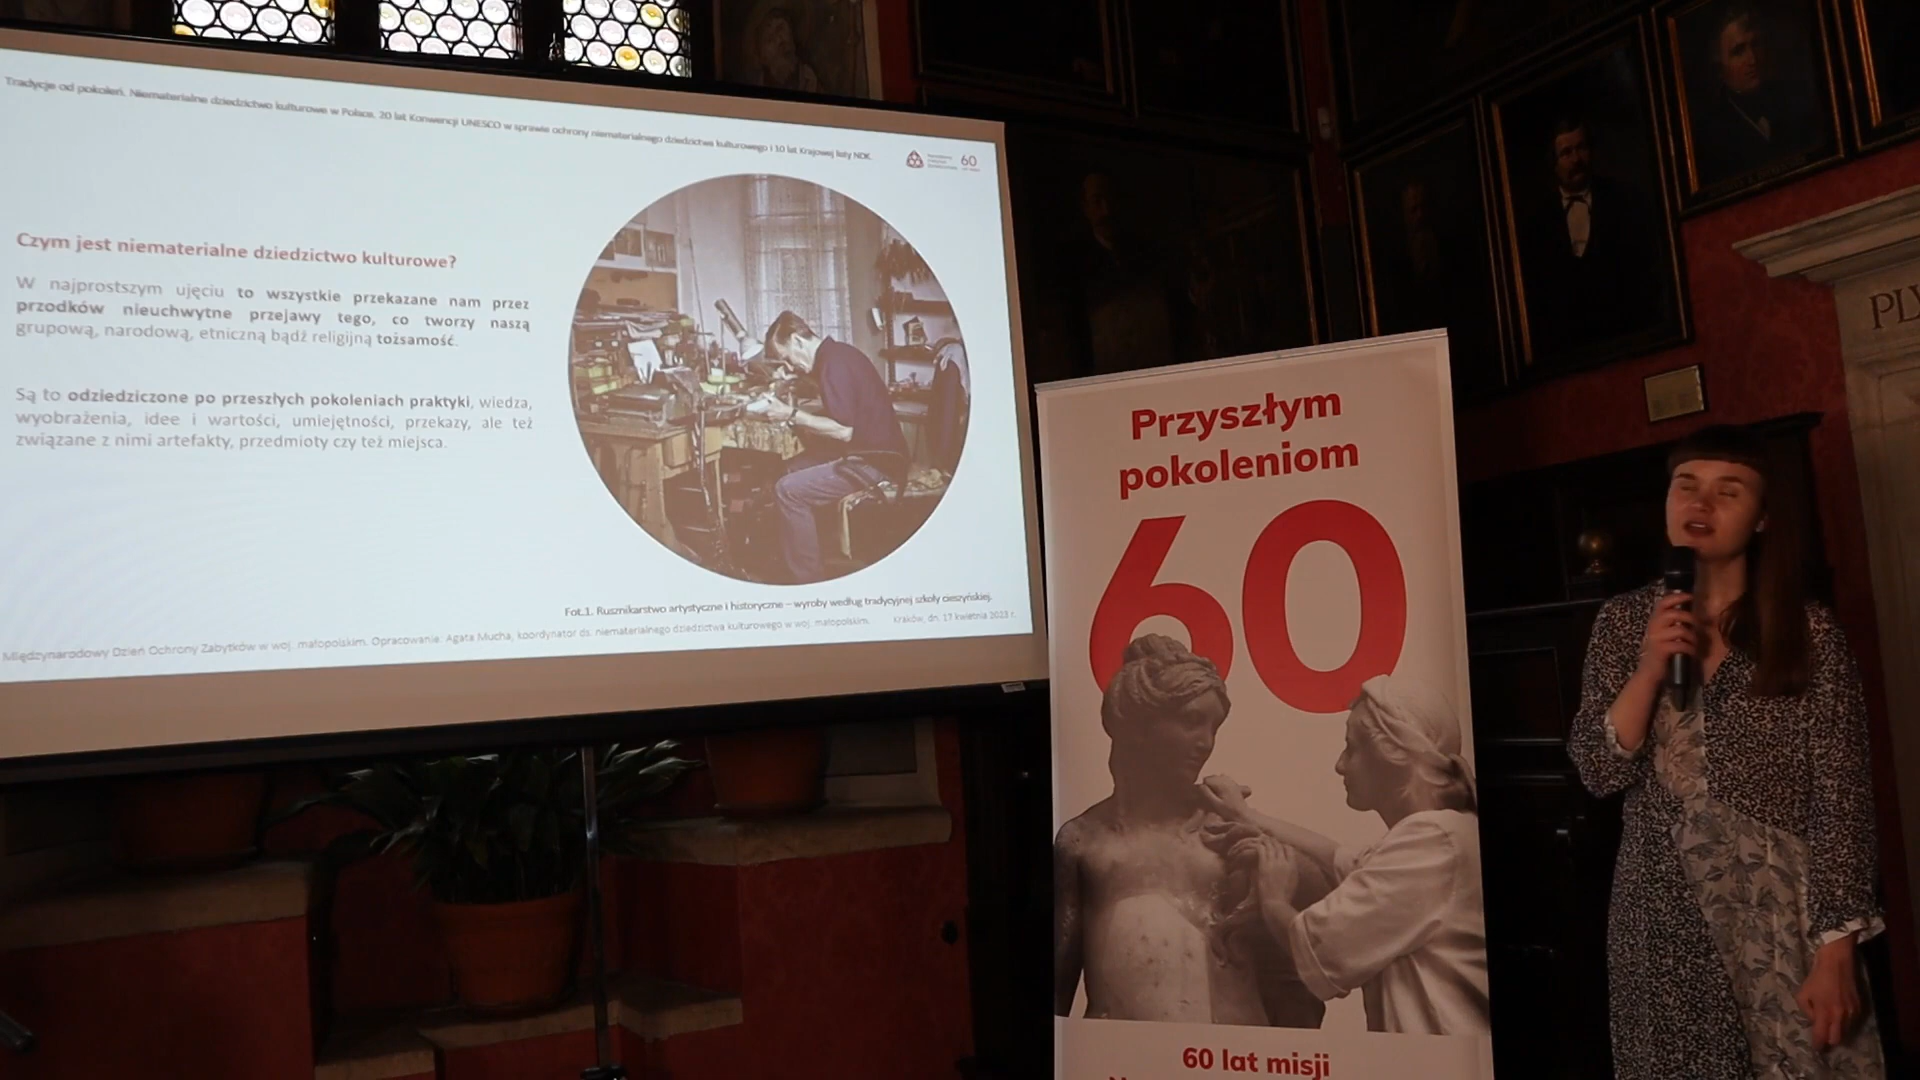 Tradycje od pokoleń. Niematerialne dziedzictwo kulturowe w Polsce. 20 lat Konwencji UNESCO w sprawie ochrony niematerialnego dziedzictwa kulturowego i 10 lat Krajowej listy NDK.
60
Czym jest niematerialne dziedzictwo kulturowe?
W najprostszym ujęciu to wszystkie przekazane nam przez
przodków nieuchwytne przejawy tego, co tworzy naszą
grupową, narodową, etniczną bądź religijną tożsamość.
Są to odziedziczone po przeszłych pokoleniach praktyki, wiedza,
wyobrażenia, idee i wartości, umiejętności, przekazy, ale też
związane z nimi artefakty, przedmioty czy też miejsca.
Fot.1. Rusznikarstwo artystyczne i historyczne – wyroby według tradycyjnej szkoły cieszyńskiej.
Międzynarodowy Dzień Ochrony Zabytków w woj. małopolskim. Opracowanie: Agata Mucha, koordynator ds. niematerialnego dziedzictwa kulturowego w woj. małopolskim. Kraków, dn. 17 kwietnia 2023 r.
Przyszłym
pokoleniom
60
60 lat misji
PLV